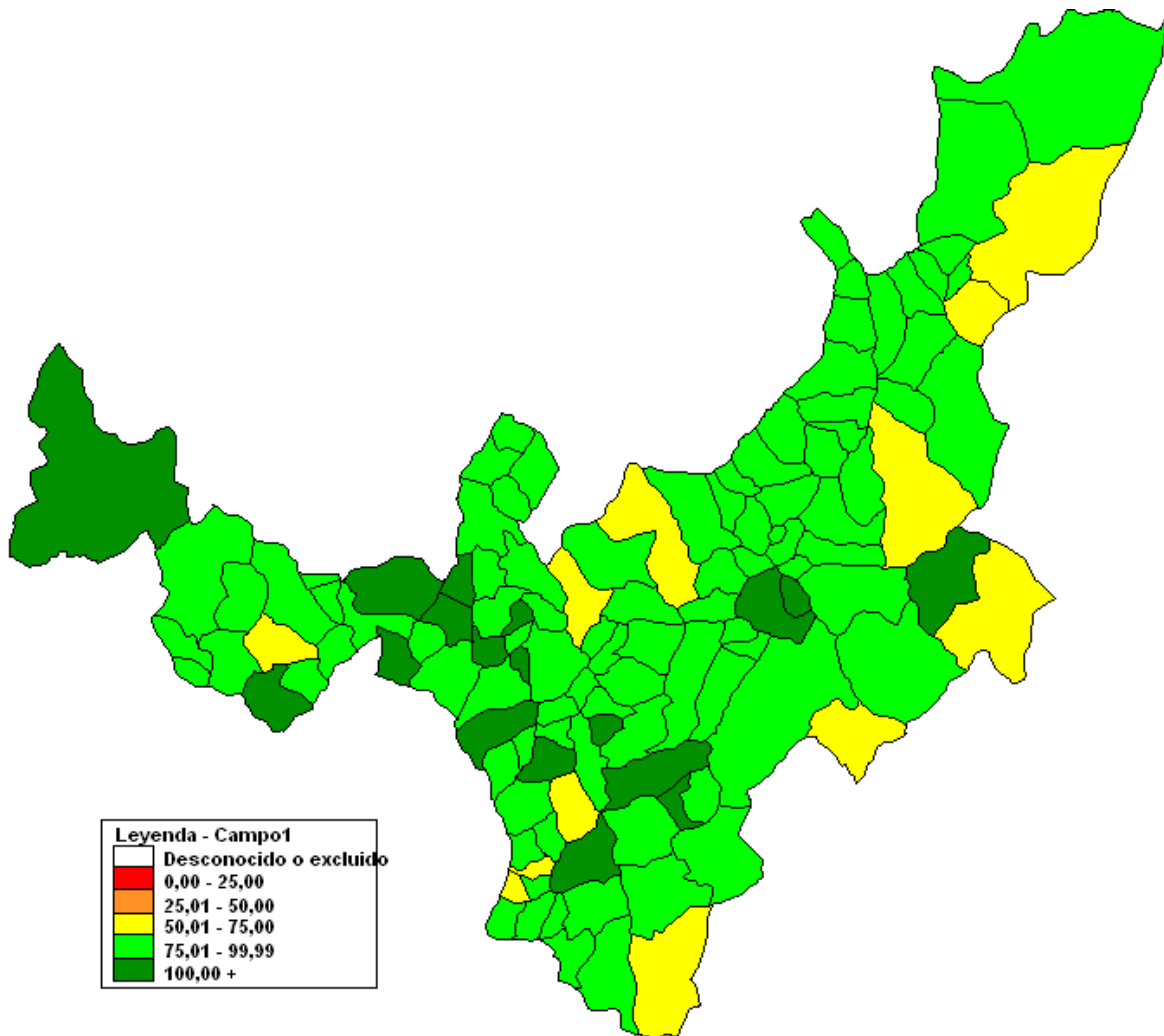 Leyenda - Campo1
Desconocido o excluido
0,00 - 25,00
25,01 - 50,00
50,01 - 75,00
75,01 - 99,99
100,00 +